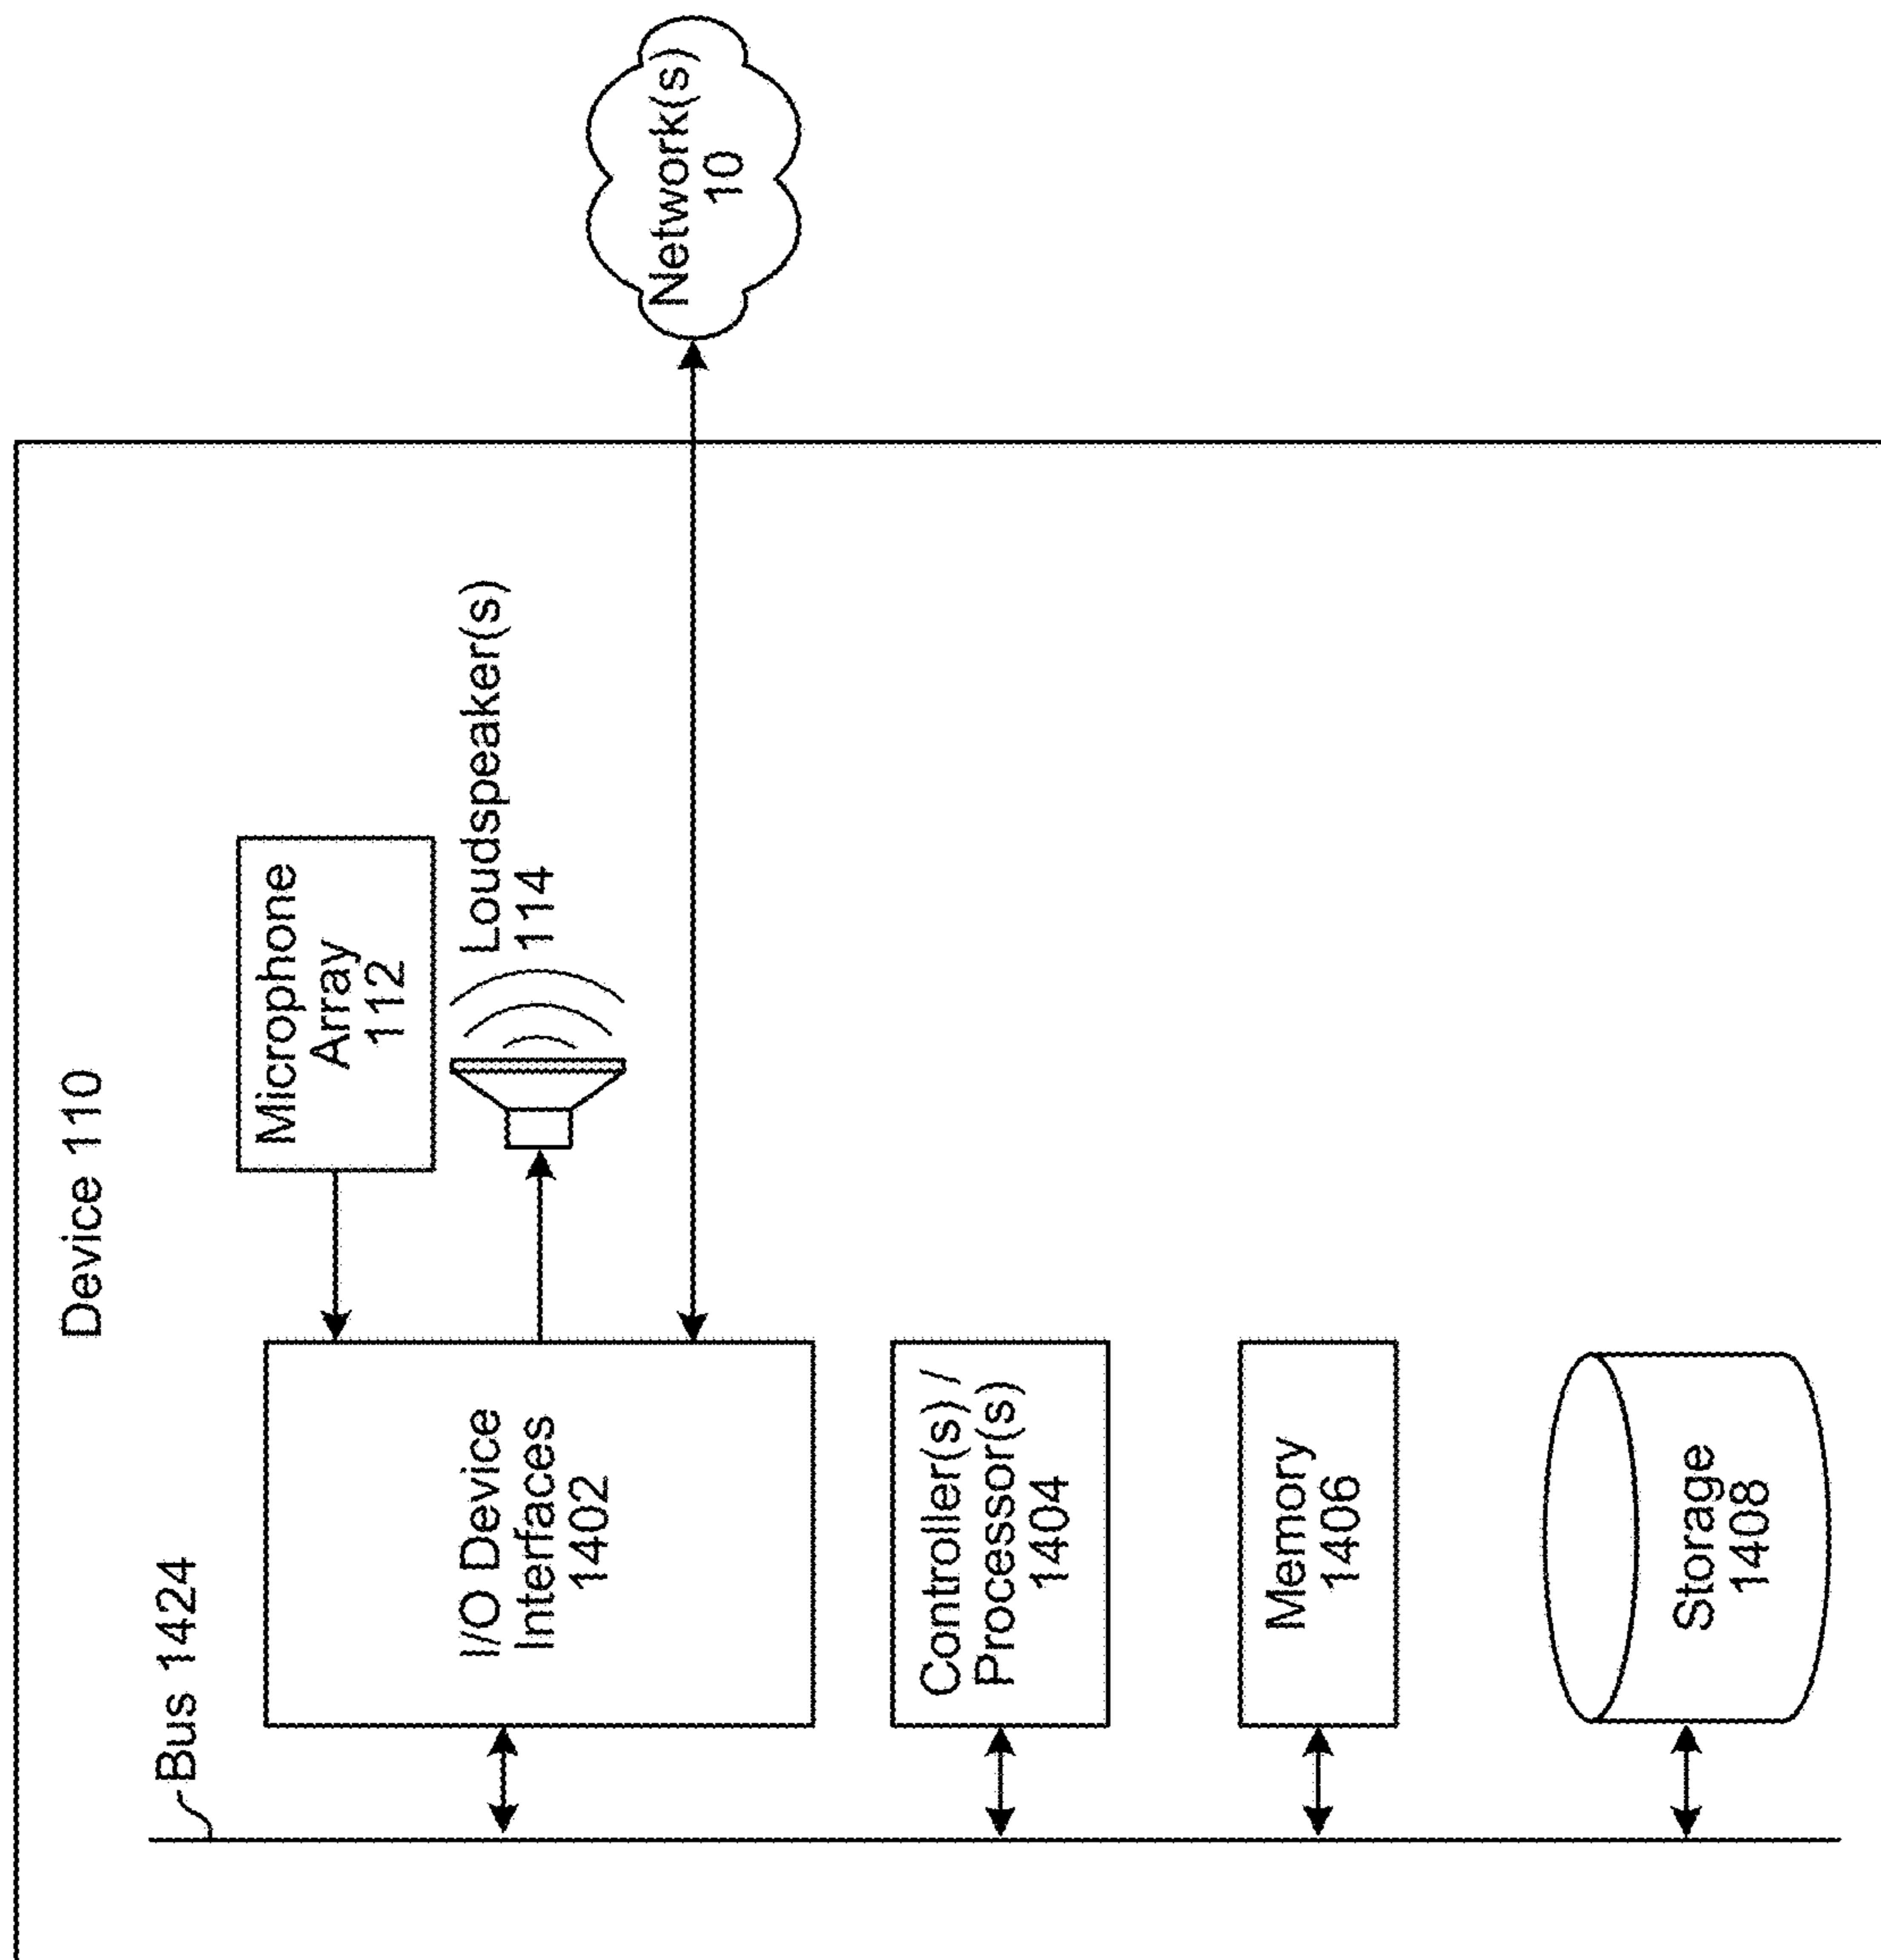 Device 110
Bus 1424
I/O Device
Interfaces
1402
Microphone
Array
112
Loudspeaker(s)
114
Network(s)
10
Controller(s) /
Processor(s)
1404
Memory
1406
Storage
1408